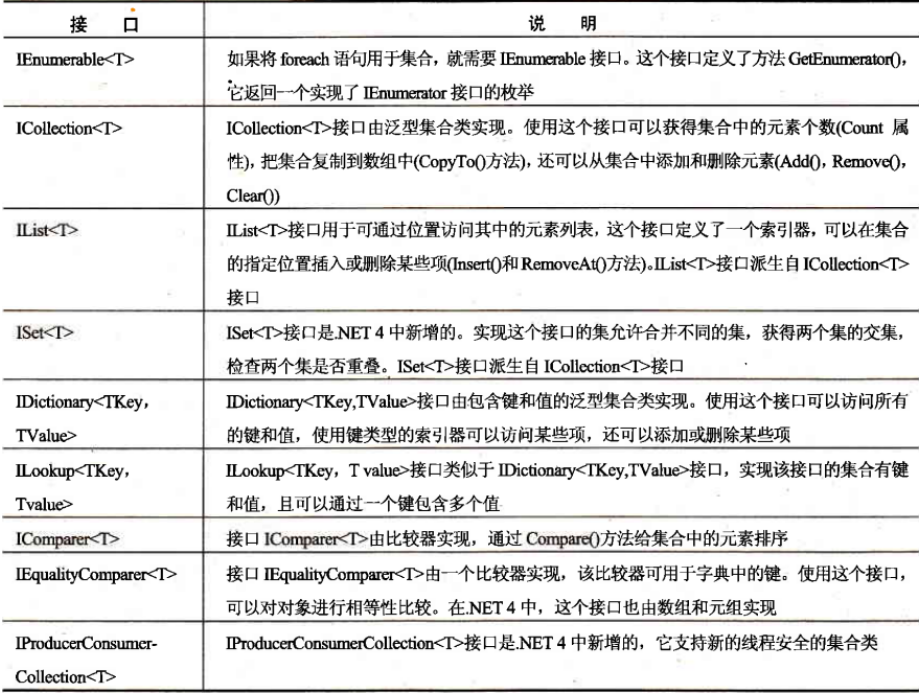 接 口 说 明
IEnumerable<T> 如果将 foreach 语句用于集合，就需要 IEnumerable 接口。这个接口定义了方法 GetEnumerator()，
它返回一个实现了 IEnumerator 接口的枚举
ICollection<T> ICollection<T>接口由泛型集合类实现。使用这个接口可以获得集合中的元素个数(Count 属
性)，把集合复制到数组中(CopyTo()方法)，还可以从集合中添加和删除元素(Add()，Remove()，
Clear())
IList<T> IList<T>接口用于可通过位置访问其中的元素列表，这个接口定义了一个索引器，可以在集合
的指定位置插入或删除某些项(Insert()和 RemoveAt()方法)。IList<T>接口派生自 ICollection<T>
接口
ISet<T> ISet<T>接口是.NET 4 中新增的。实现这个接口的集允许合并不同的集，获得两个集的交集，
检查两个集是否重叠。ISet<T>接口派生自 ICollection<T>接口
IDictionary<TKey， IDictionary<TKey,TValue>接口由包含键和值的泛型集合类实现。使用这个接口可以访问所有
TValue> 的键和值，使用键类型的索引器可以访问某些项，还可以添加或删除某些项
ILookup<TKey， ILookup<TKey，T value>接口类似于 IDictionary<TKey,TValue>接口，实现该接口的集合有键
Tvalue> 和值，且可以通过一个键包含多个值
IComparer<T> 接口 IComparer<T>由比较器实现，通过 Compare()方法给集合中的元素排序
IEqualityComparer<T> 接口 IEqualityComparer<T>由一个比较器实现，该比较器可用于字典中的键。使用这个接口，
可以对对象进行相等性比较。在.NET 4 中，这个接口也由数组和元组实现
IProducerConsumer- IProducerConsumerCollection<T>接口是.NET 4 中新增的，它支持新的线程安全的集合类
Collection<T>